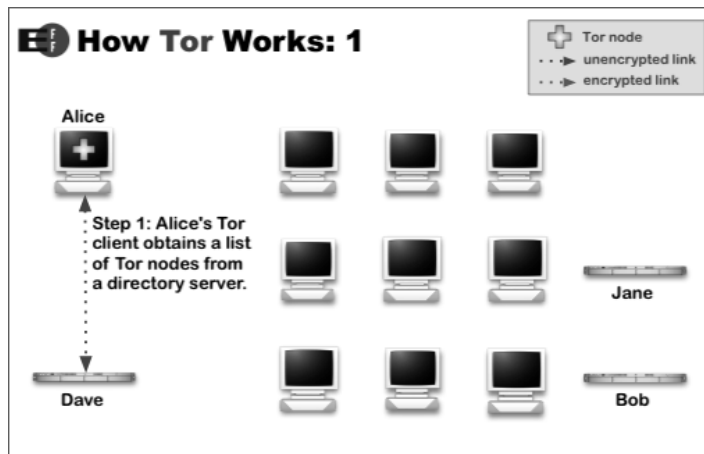 EFF How Tor Works: 1
Tor node
unencrypted link
encrypted link
Alice
Step 1: Alice's Tor
client obtains a list
of Tor nodes from
a directory server.
Jane
Dave
Bob